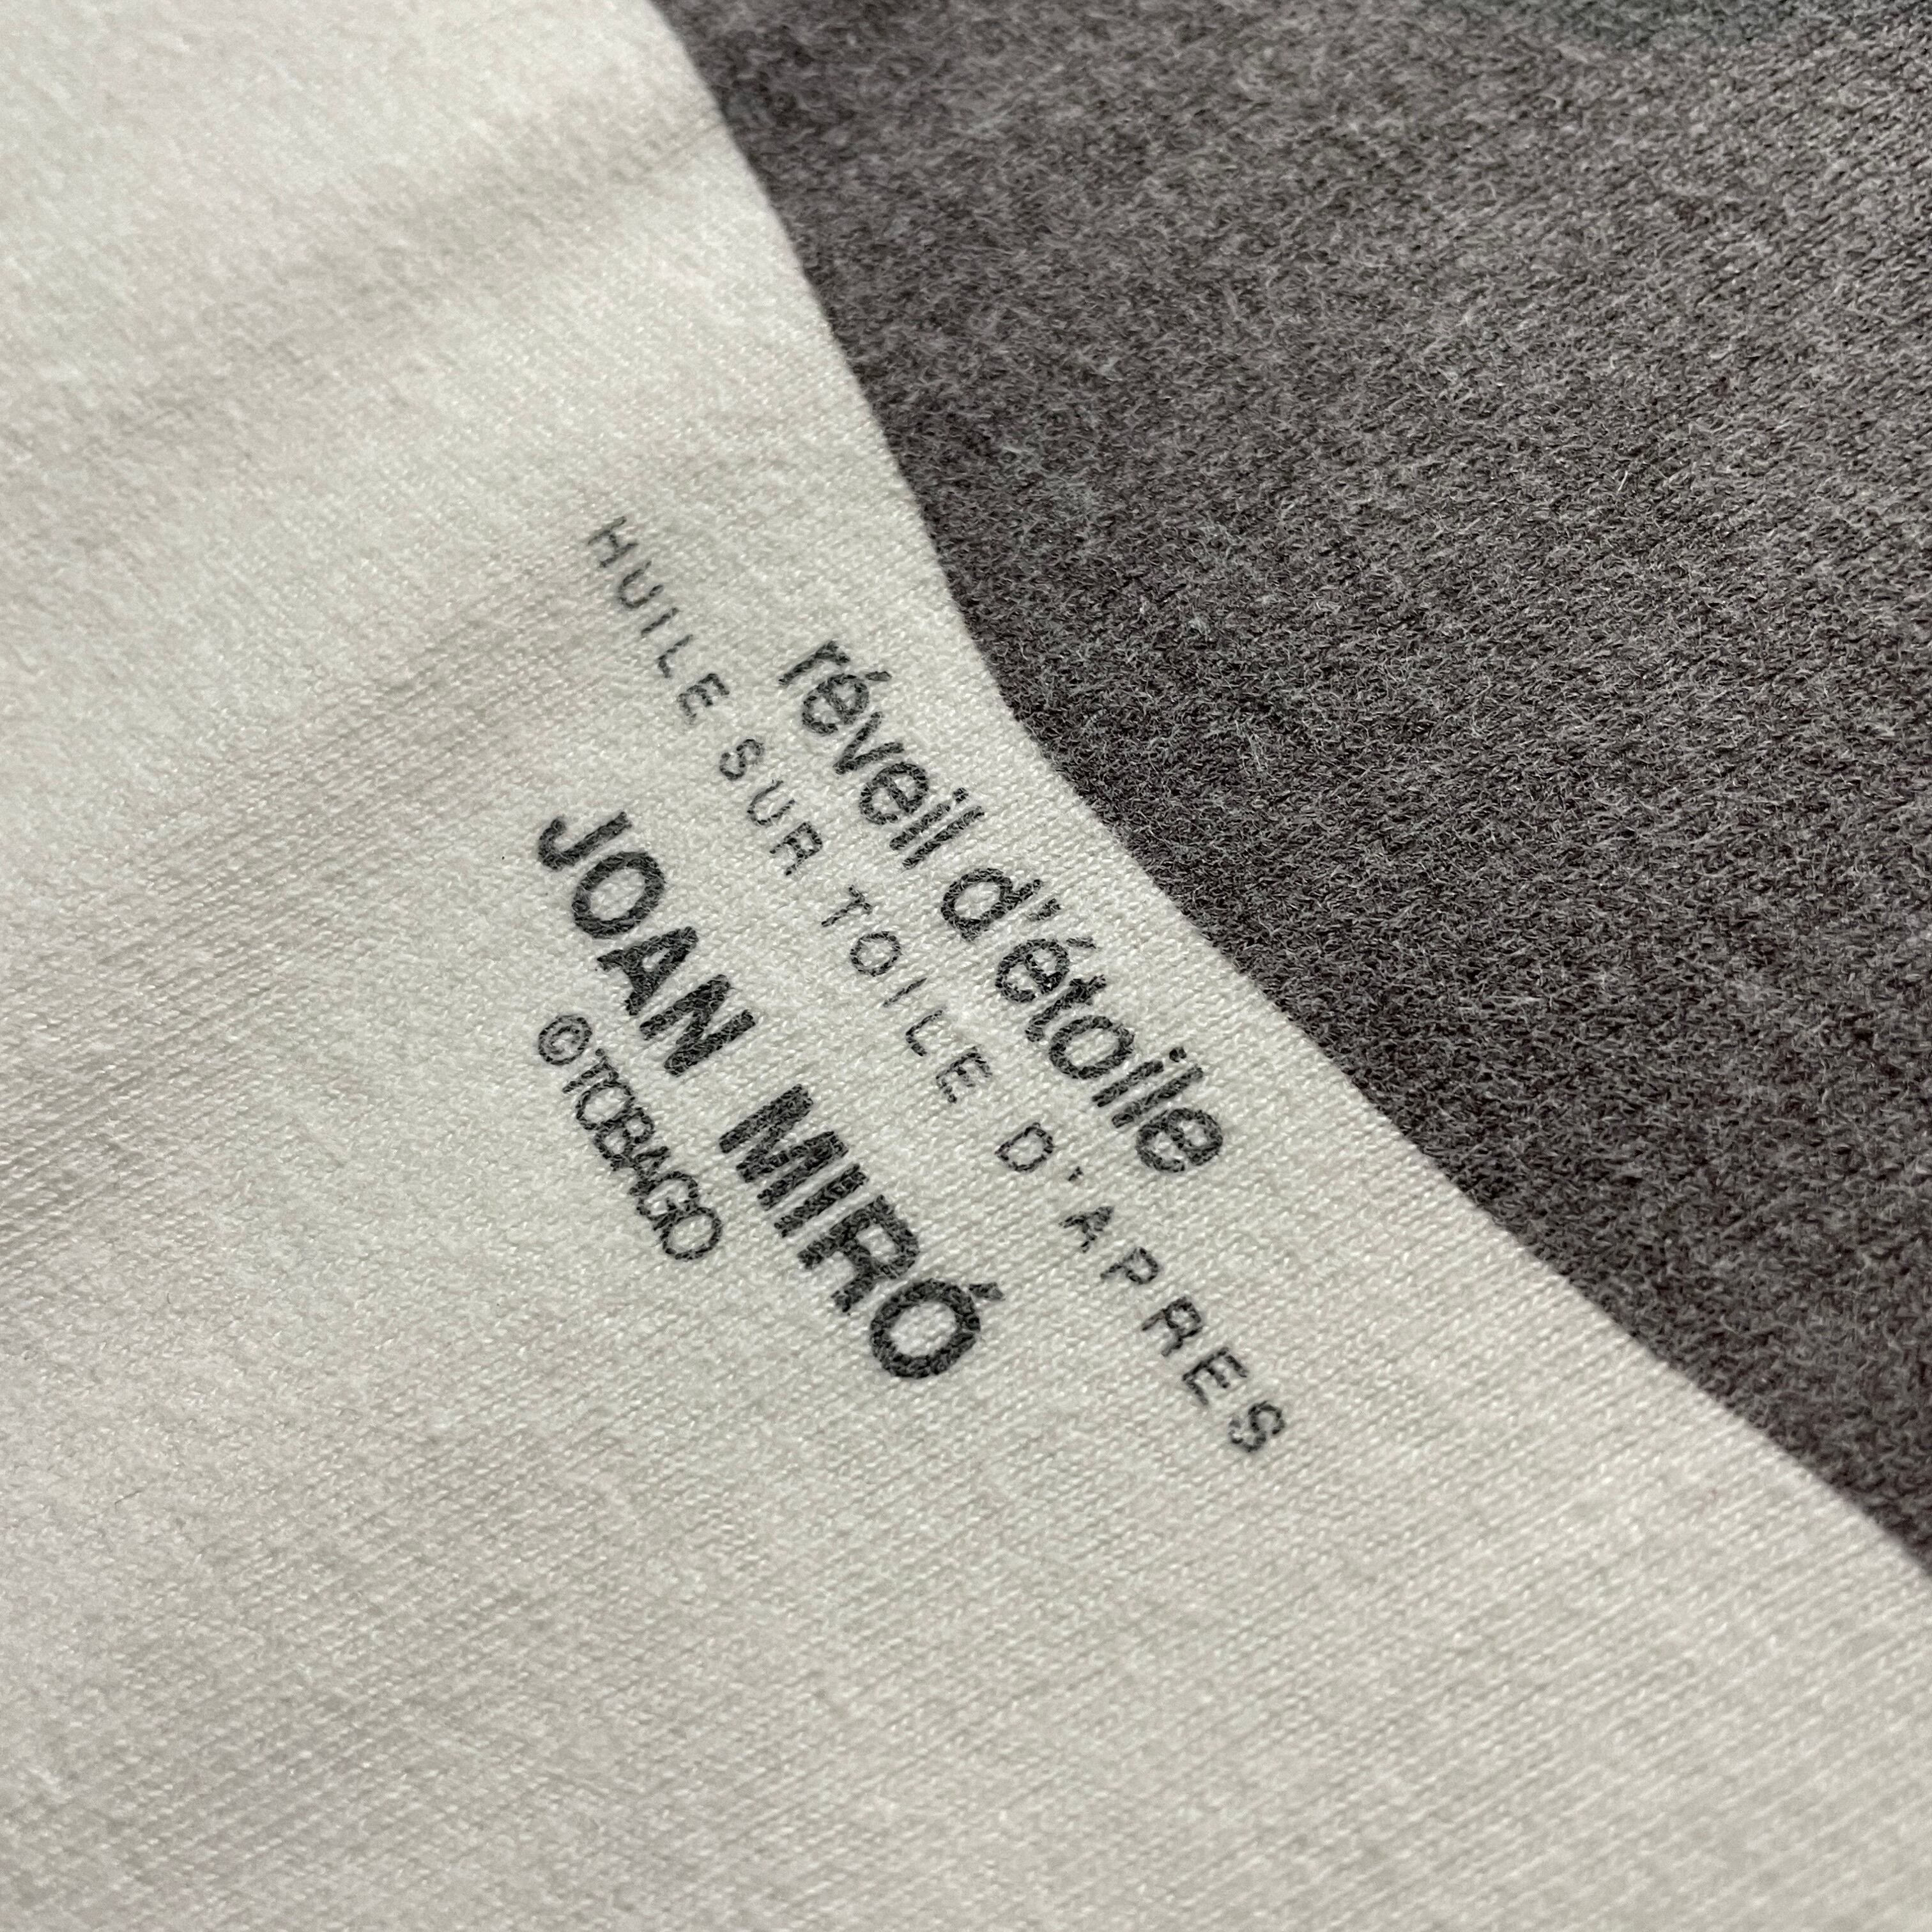 réveil d'étoile
HUILE SUR TOILE D'APRES
JOAN MIRÓ
©TOBAGO